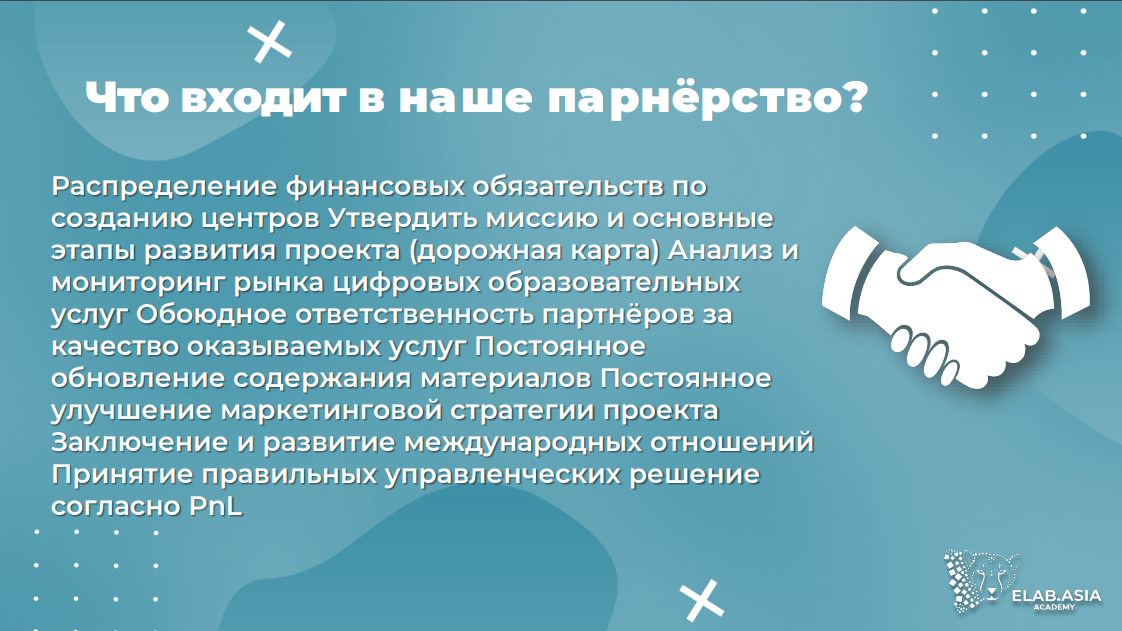 Что входит в наше парнёрство?
Распределение финансовых обязательств по
созданию центров Утвердить миссию и основные
этапы развития проекта (дорожная карта) Анализ и
мониторинг рынка цифровых образовательных
услуг Обоюдное ответственность партнёров за
качество оказываемых услуг Постоянное
обновление содержания материалов Постоянное
улучшение маркетинговой стратегии проекта
Заключение и развитие международных отношений
Принятие правильных управленческих решение
согласно PnL
ELAB.ASIA
ACADEMY